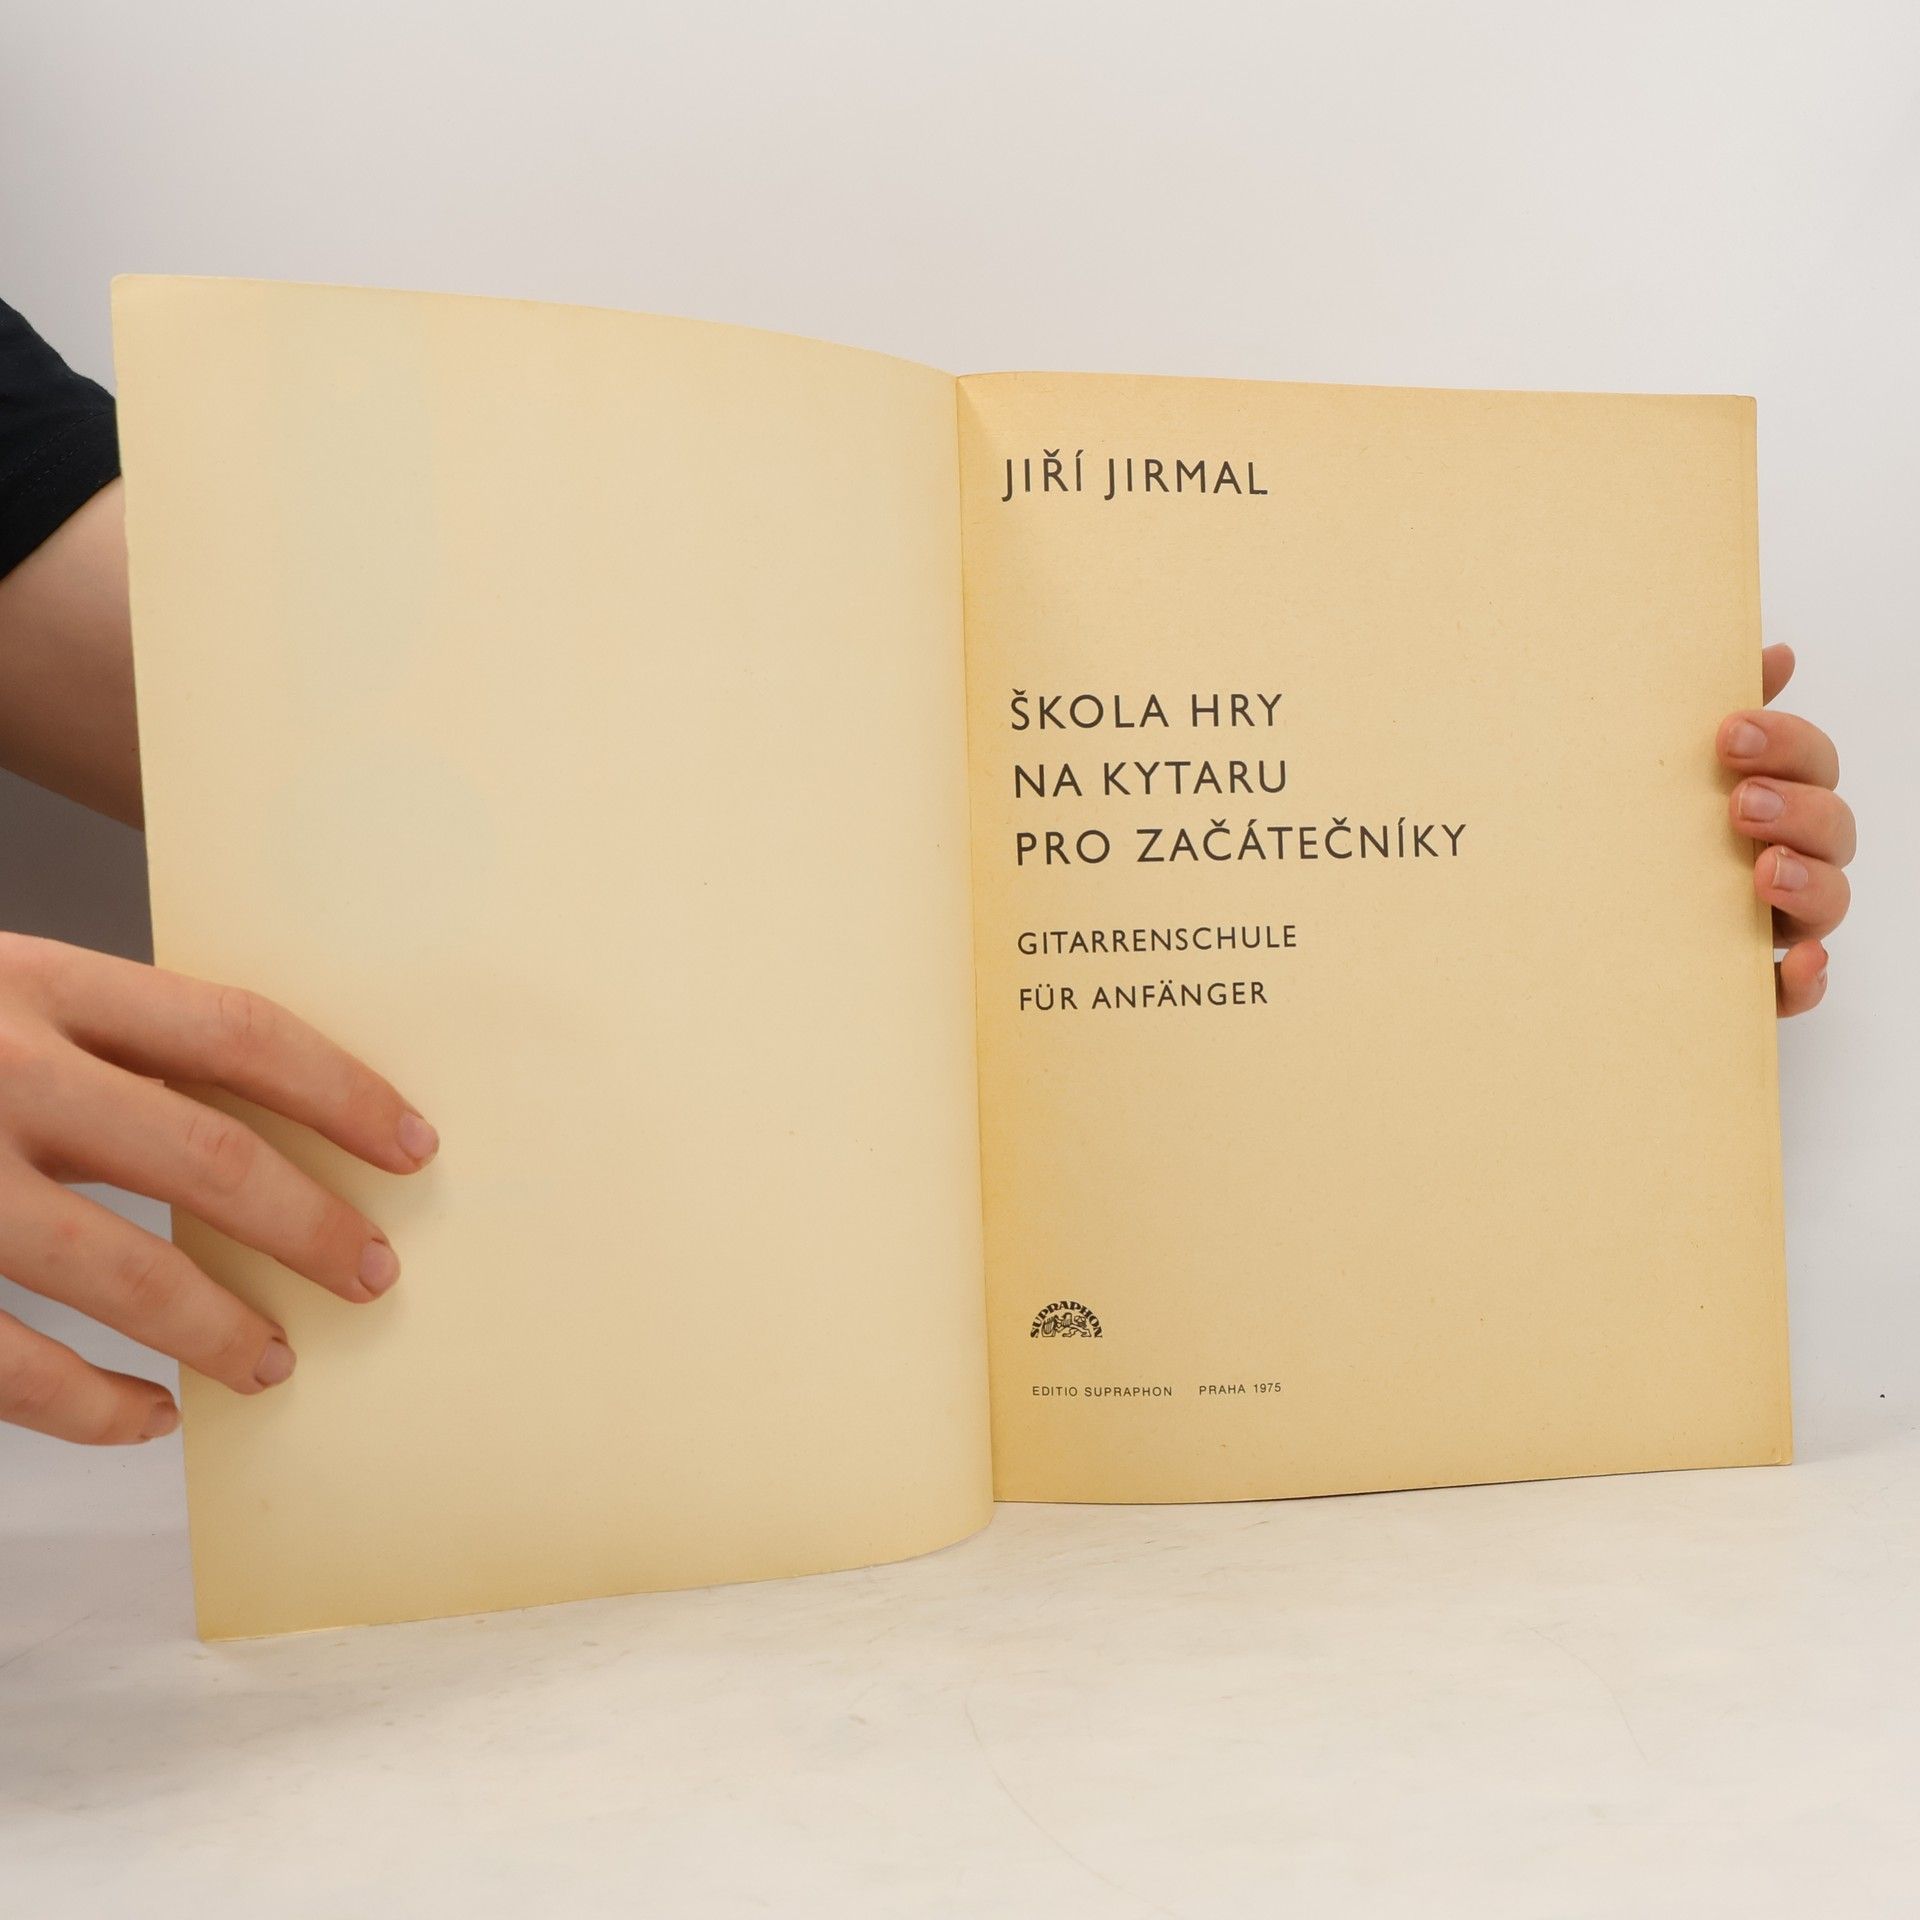 JIŘÍ JIRMAL
ŠKOLA HRY
NA KYTARU
PRO ZAČÁTEČNÍKY
GITARRENSCHULE
FÜR ANFÄNGER
SUPRAPHON
EDITIO SUPRAPHON PRAHA 1975